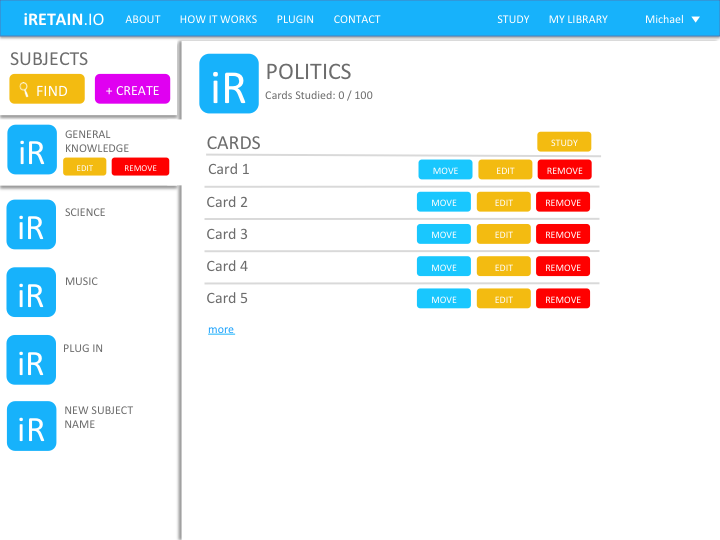 iRETAIN.IO ABOUT HOW IT WORKS PLUGIN CONTACT STUDY MY LIBRARY Michael
SUBJECTS
FIND + CREATE
iR GENERAL
KNOWLEDGE
EDIT REMOVE
iR SCIENCE
iR MUSIC
iR PLUG IN
iR NEW SUBJECT
NAME
iR POLITICS
Cards Studied: 0 / 100
CARDS STUDY
Card 1 MOVE EDIT REMOVE
Card 2 MOVE EDIT REMOVE
Card 3 MOVE EDIT REMOVE
Card 4 MOVE EDIT REMOVE
Card 5 MOVE EDIT REMOVE
more